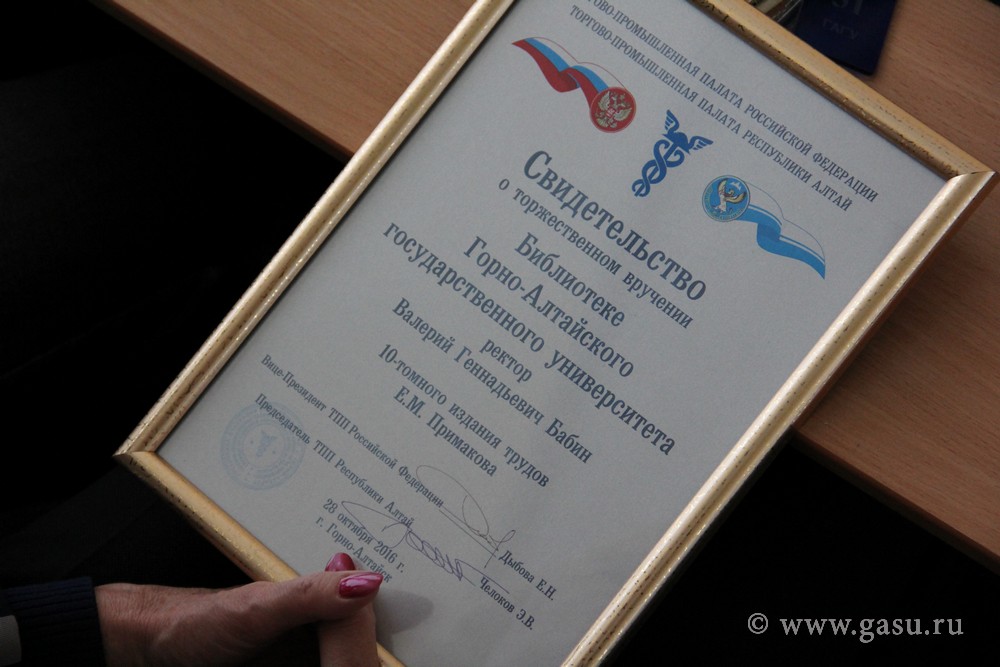 ТОРГОВО-ПРОМЫШЛЕННАЯ ПАЛАТА РОССИЙСКОЙ ФЕДЕРАЦИИ
ТОРГОВО-ПРОМЫШЛЕННАЯ ПАЛАТА РЕСПУБЛИКИ АЛТАЙ
Свидетельство
о торжественном вручении
Библиотеке
Горно-Алтайского
государственного университета
ректор
Валерий Геннадьевич Бабин
10-томного издания трудов
Е.М. Примакова
Вице-Президент ТПП Российской Федерации Дыбова Е.Н.
Председатель ТПП Республики Алтай Челоков Э.В.
28 октября 2016 г.
г. Горно-Алтайск
ГАГУ
© www.gasu.ru